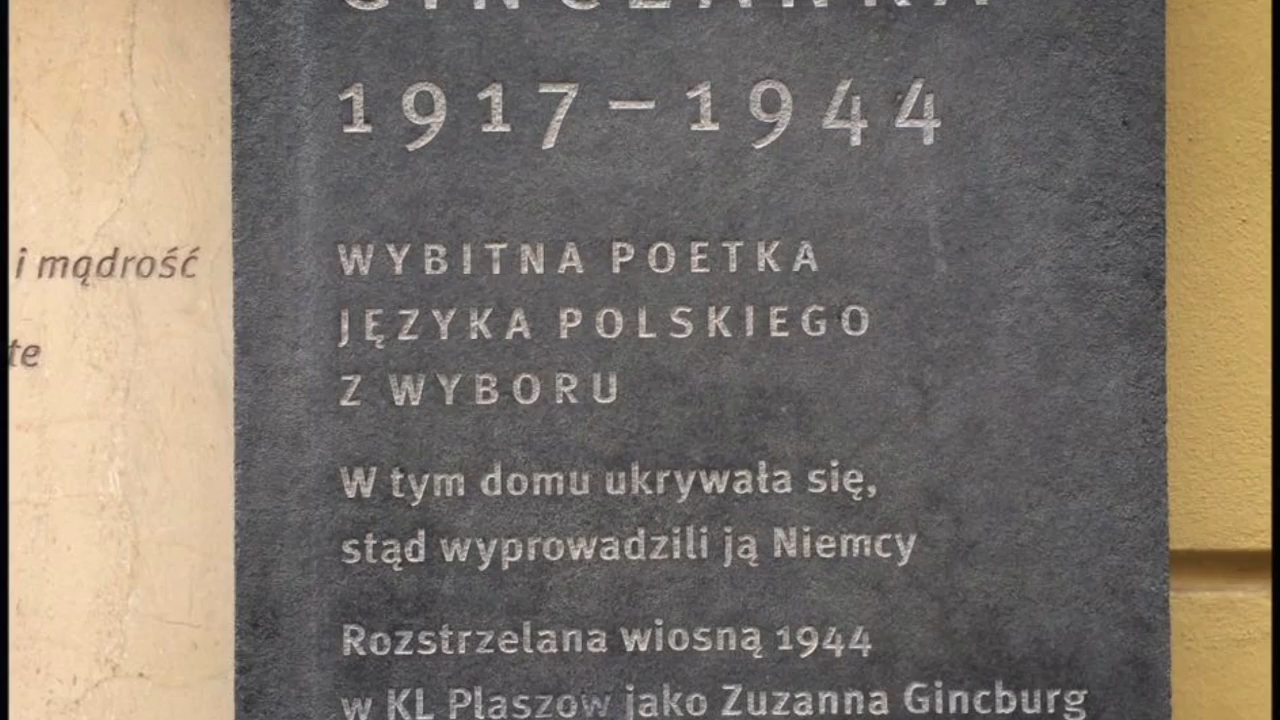 GINCZANKA
1917–1944
WYBITNA POETKA
JĘZYKA POLSKIEGO
Z WYBORU
W tym domu ukrywała się,
stąd wyprowadzili ją Niemcy
Rozstrzelana wiosną 1944
w KL Plaszow jako Zuzanna Gincburg
i mądrość
te